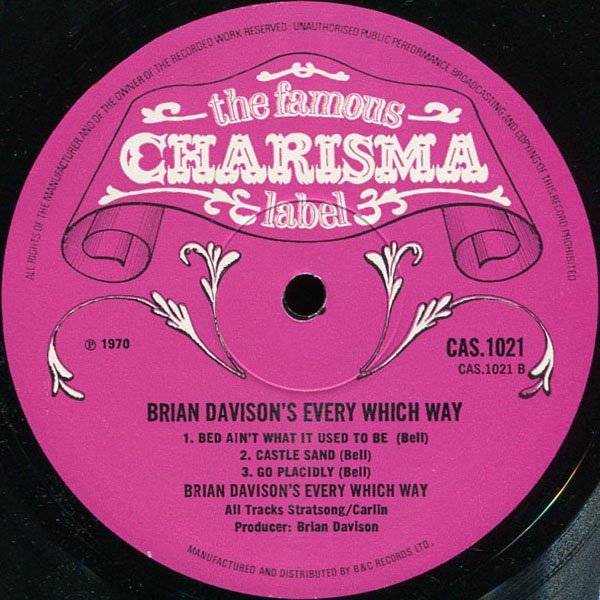 ALL RIGHTS OF THE MANUFACTURER AND OF THE OWNER OF THE RECORDED WORK RESERVED · UNAUTHORISED PUBLIC PERFORMANCE BROADCASTING AND COPYING OF THIS RECORD PROHIBITED
the famous
CHARISMA
label
℗ 1970
CAS.1021
CAS.1021 B
BRIAN DAVISON'S EVERY WHICH WAY
1. BED AIN'T WHAT IT USED TO BE (Bell)
2. CASTLE SAND (Bell)
3. GO PLACIDLY (Bell)
BRIAN DAVISON'S EVERY WHICH WAY
All Tracks Stratsong/Carlin
Producer: Brian Davison
MANUFACTURED AND DISTRIBUTED BY B&C RECORDS LTD.